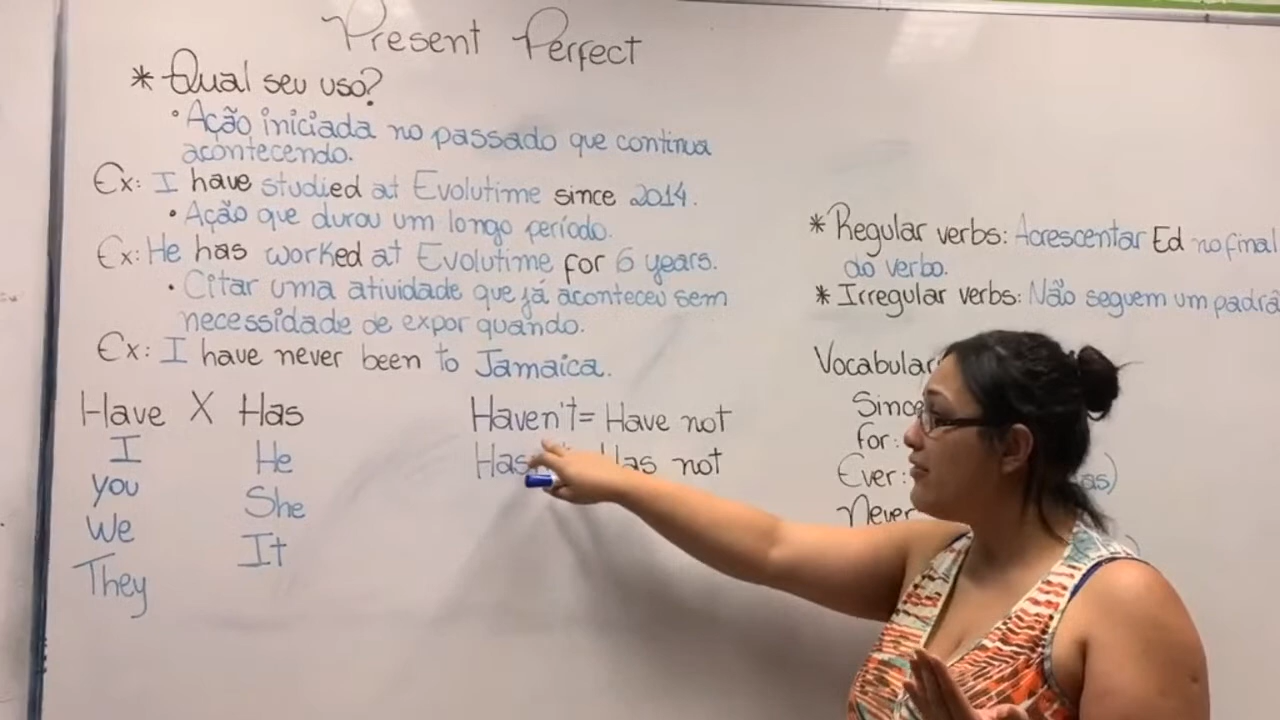 Present Perfect
* Qual seu uso?
• Ação iniciada no passado que continua
acontecendo.
Ex: I have studied at Evolutime since 2014.
• Ação que durou um longo período.
Ex: He has worked at Evolutime for 6 years.
• Citar uma atividade que já aconteceu sem
necessidade de expor quando.
Ex: I have never been to Jamaica.
Have X Has
I He
you She
We It
They
Haven't = Have not
Has not
* Regular verbs: Acrescentar Ed no final
do verbo.
* Irregular verbs: Não seguem um
For:
Ever:
Never